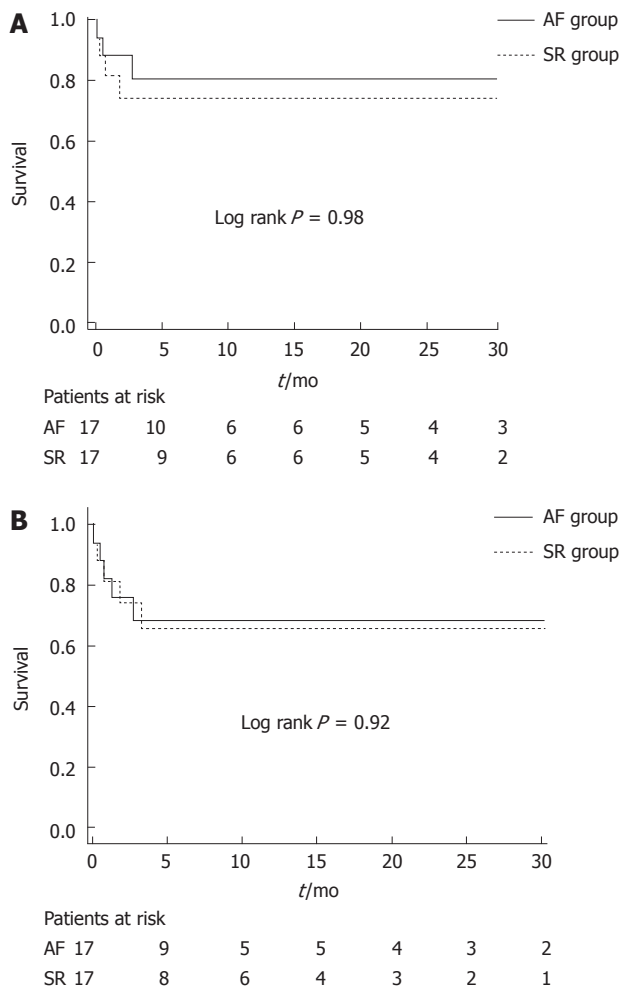 A
AF group
SR group
1.0
0.8
0.6
0.4
0.2
0.0
Survival
Log rank P = 0.98
0 5 10 15 20 25 30
t/mo
Patients at risk
AF 17 10 6 6 5 4 3
SR 17 9 6 6 5 4 2
B
AF group
SR group
1.0
0.8
0.6
0.4
0.2
0.0
Survival
Log rank P = 0.92
0 5 10 15 20 25 30
t/mo
Patients at risk
AF 17 9 5 5 4 3 2
SR 17 8 6 4 3 2 1